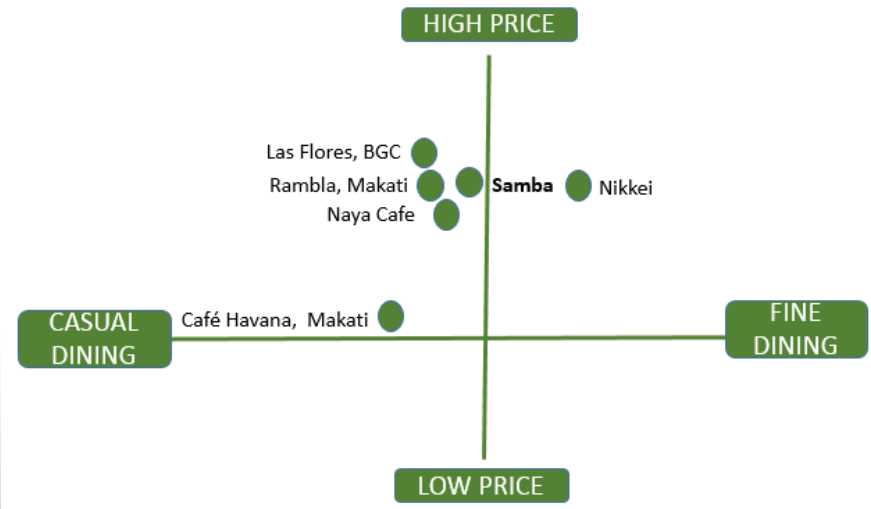 HIGH PRICE
Las Flores, BGC
Rambla, Makati
Samba
Nikkei
Naya Cafe
Café Havana,  Makati
CASUAL
DINING
FINE
DINING
LOW PRICE